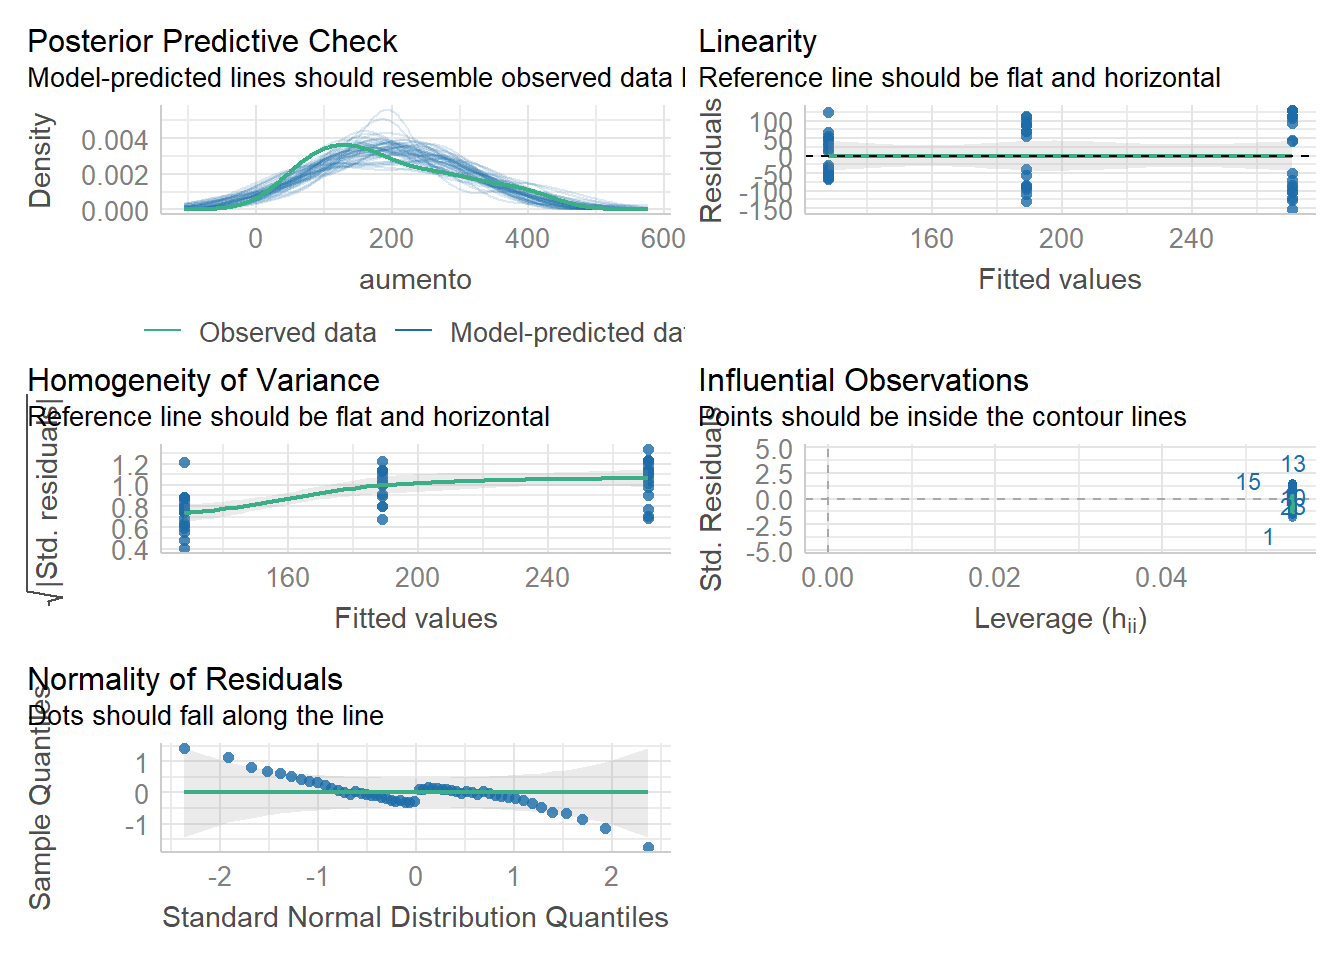 Posterior Predictive Check
Model-predicted lines should resemble observed data l
Density
0.004
0.002
0.000
0 200 400 600
aumento
Observed data Model-predicted dat
Linearity
Reference line should be flat and horizontal
Residuals
100
50
0
-50
-100
-150
160 200 240
Fitted values
Homogeneity of Variance
Reference line should be flat and horizontal
√|Std. residuals|
1.2
1.0
0.8
0.6
0.4
160 200 240
Fitted values
Influential Observations
Points should be inside the contour lines
Std. Residuals
5.0
2.5
0.0
-2.5
-5.0
13
15
1
0.00 0.02 0.04
Leverage (hii)
Normality of Residuals
Dots should fall along the line
Sample Quantiles
1
0
-1
-2 -1 0 1 2
Standard Normal Distribution Quantiles